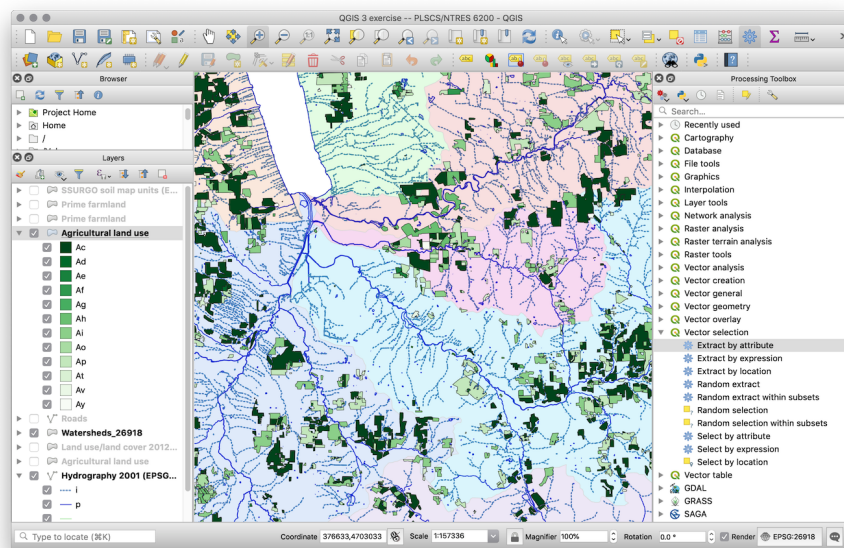 QGIS 3 exercise -- PLSCS/NTRES 6200 - QGIS
Browser
Project Home
Home
/
Layers
SSURGO soil map units (E...
Prime farmland
Prime farmland
Agricultural land use
Ac
Ad
Ae
Af
Ag
Ah
Ai
Ao
Ap
At
Av
Ay
Roads
Watersheds_26918
Land use/land cover 2012...
Agricultural land use
Hydrography 2001 (EPSG...
i
p
Processing Toolbox
Search...
Recently used
Cartography
Database
File tools
Graphics
Interpolation
Layer tools
Network analysis
Raster analysis
Raster terrain analysis
Raster tools
Vector analysis
Vector creation
Vector general
Vector geometry
Vector overlay
Vector selection
Extract by attribute
Extract by expression
Extract by location
Random extract
Random extract within subsets
Random selection
Random selection within subsets
Select by attribute
Select by expression
Select by location
Vector table
GDAL
GRASS
SAGA
Type to locate (⌘K)
Coordinate 376633,4703033 Scale 1:157336 Magnifier 100% Rotation 0.0 ° Render EPSG:26918